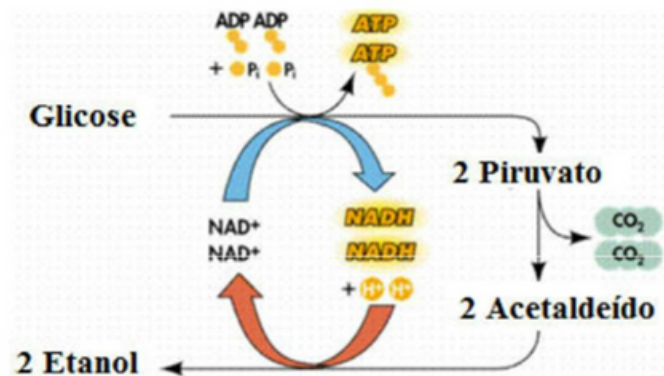 ADP ADP
ATP
ATP
+ Pi Pi
Glicose
2 Piruvato
NAD+
NAD+
NADH
NADH
+ H+ H+
CO2
CO2
2 Acetaldeído
2 Etanol